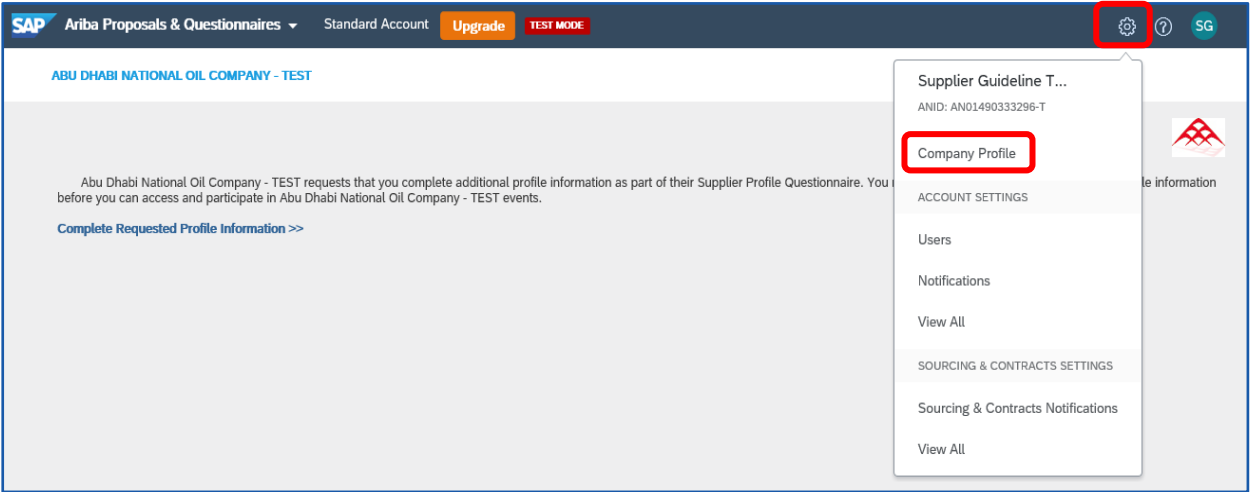 SAP Ariba Proposals & Questionnaires Standard Account Upgrade TEST MODE SG
ABU DHABI NATIONAL OIL COMPANY - TEST
Supplier Guideline T...
ANID: AN01490333296-T
Company Profile
ACCOUNT SETTINGS
Users
Notifications
View All
SOURCING & CONTRACTS SETTINGS
Sourcing & Contracts Notifications
View All
Abu Dhabi National Oil Company - TEST requests that you complete additional profile information as part of their Supplier Profile Questionnaire. You le information
before you can access and participate in Abu Dhabi National Oil Company - TEST events.
Complete Requested Profile Information >>